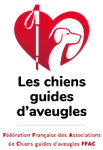 Les chiens
guides
d'aveugles
Fédération Française des Associations
de Chiens guides d'aveugles FFAC